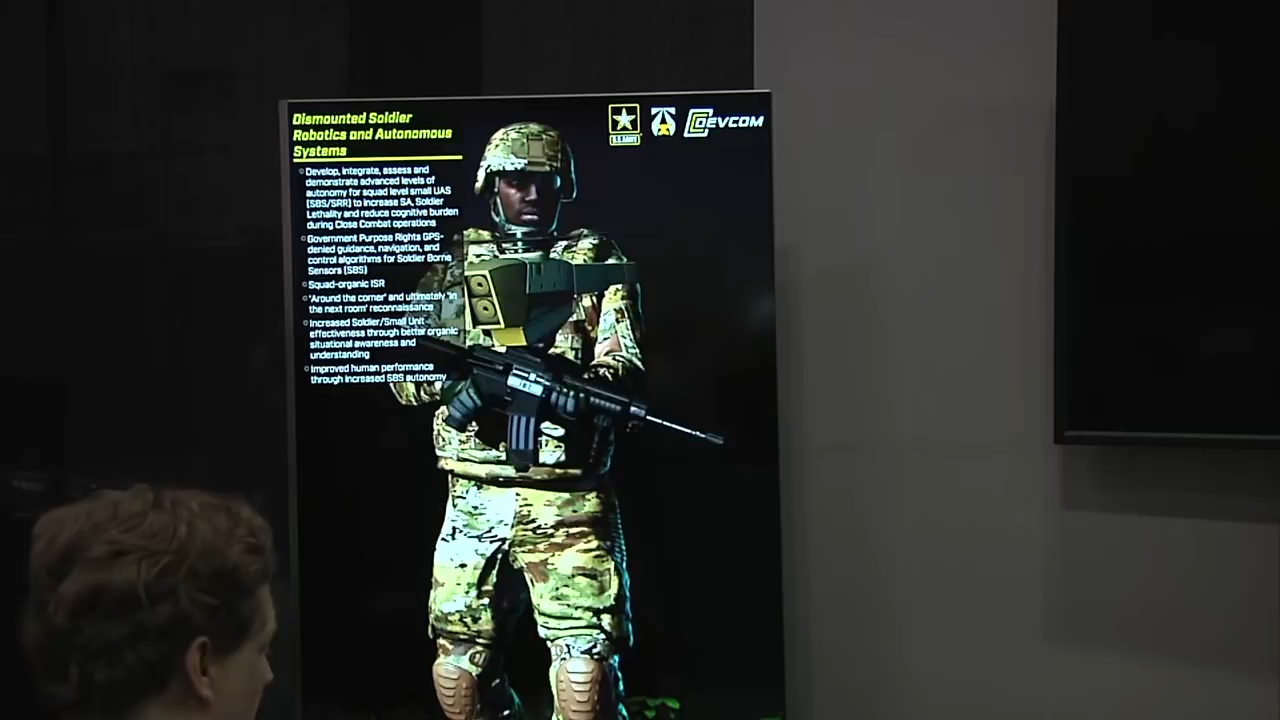 Dismounted Soldier
Robotics and Autonomous
Systems
Develop, integrate, assess and
demonstrate advanced levels of
autonomy for squad level small UAS
(SBS/SRR) to increase SA, Soldier
Lethality and reduce cognitive burden
during Close Combat operations
Government Purpose Rights GPS-
denied guidance, navigation, and
control algorithms for Soldier Borne
Sensors (SBS)
Squad-organic ISR
'Around the corner' and ultimately 'in
the next room' reconnaissance
Increased Soldier/Small Unit
effectiveness through better organic
situational awareness and
understanding
Improved human performance
through increased SBS autonomy
U.S. ARMY
DEVCOM